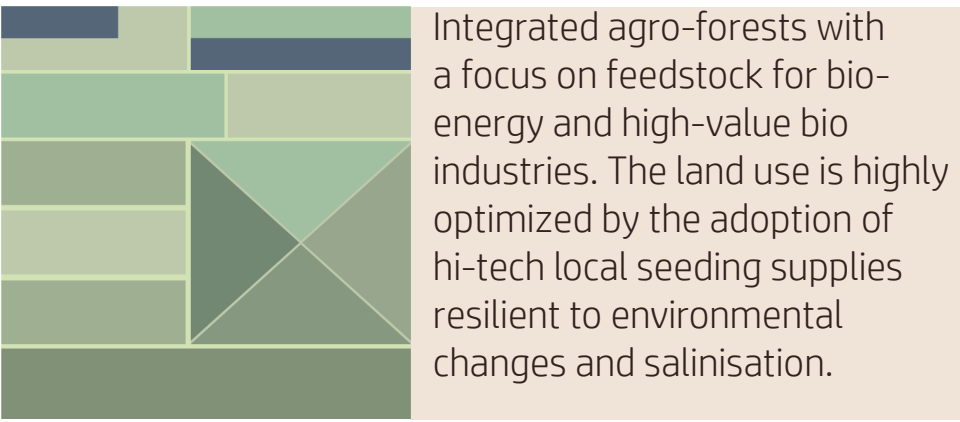 Integrated agro-forests with
a focus on feedstock for bio-
energy and high-value bio
industries. The land use is highly
optimized by the adoption of
hi-tech local seeding supplies
resilient to environmental
changes and salinisation.